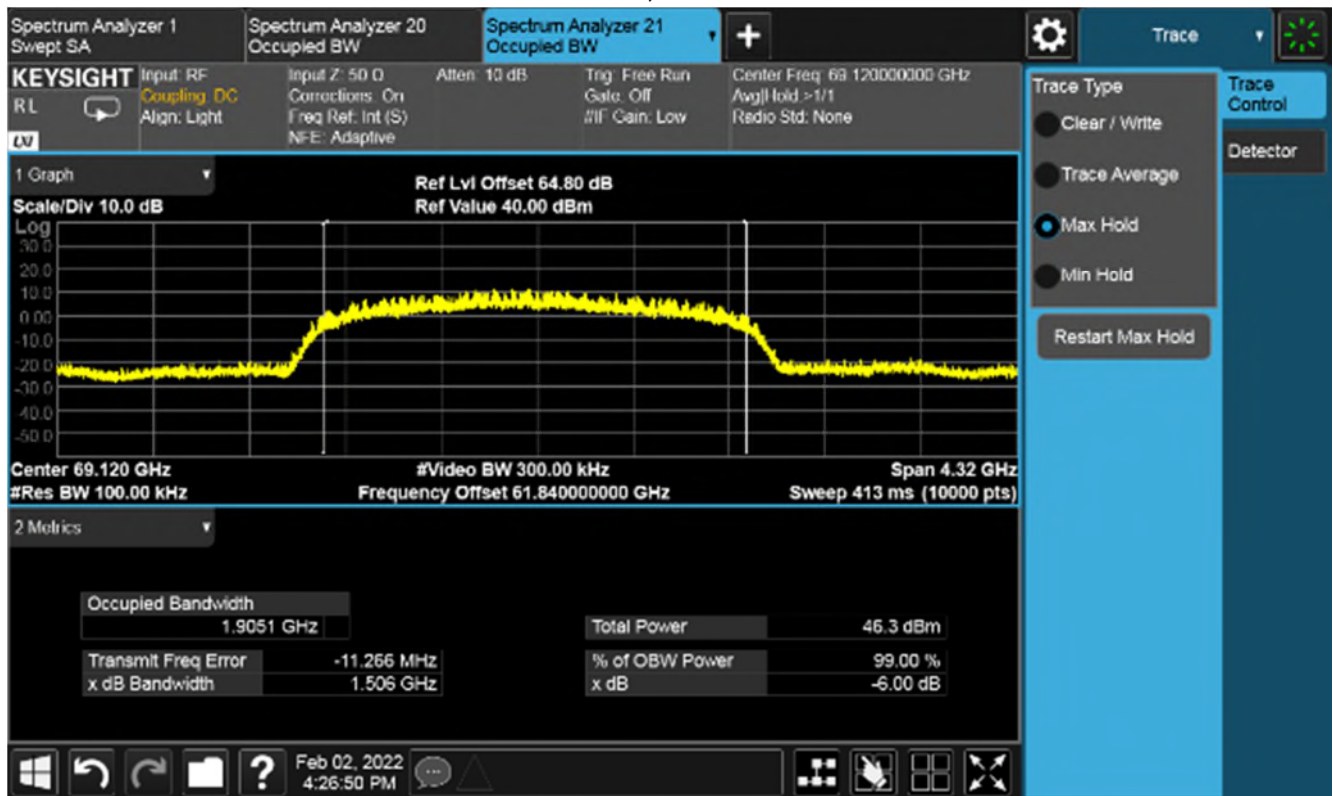 Spectrum Analyzer 1
Swept SA
Spectrum Analyzer 20
Occupied BW
Spectrum Analyzer 21
Occupied BW
+
Trace
KEYSIGHT
RL
LXI
Input: RF
Coupling: DC
Align: Light
Input Z: 50 Ω
Corrections: On
Freq Ref: Int (S)
NFE: Adaptive
Atten: 10 dB
Trig: Free Run
Gate: Off
#IF Gain: Low
Center Freq: 69.120000000 GHz
Avg|Hold:>1/1
Radio Std: None
Trace Type
Clear / Write
Trace Average
Max Hold
Min Hold
Restart Max Hold
Trace
Control
Detector
1 Graph
Scale/Div 10.0 dB
Ref Lvl Offset 64.80 dB
Ref Value 40.00 dBm
Log
30.0
20.0
10.0
0.00
-10.0
-20.0
-30.0
-40.0
-50.0
Center 69.120 GHz
#Video BW 300.00 kHz
Span 4.32 GHz
#Res BW 100.00 kHz
Frequency Offset 61.840000000 GHz
Sweep 413 ms (10000 pts)
2 Metrics
Occupied Bandwidth
1.9051 GHz
Total Power 46.3 dBm
Transmit Freq Error -11.266 MHz
% of OBW Power 99.00 %
x dB Bandwidth 1.506 GHz
x dB -6.00 dB
?
Feb 02, 2022
4:26:50 PM